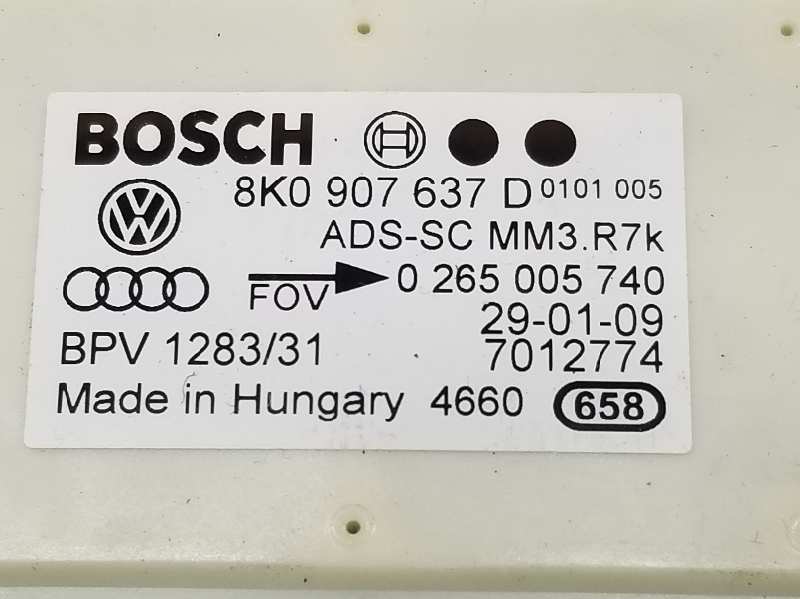 BOSCH
8K0 907 637 D 0101 005
ADS-SC MM3.R7k
FOV 0 265 005 740
29-01-09
BPV 1283/31 7012774
Made in Hungary 4660 658